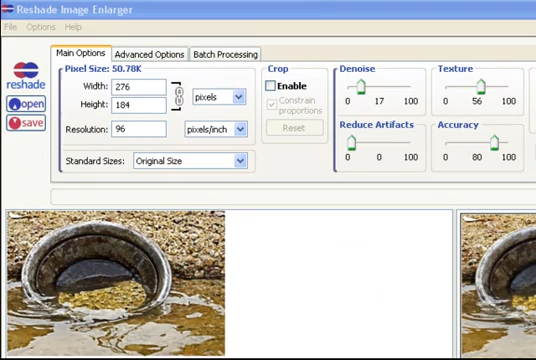 Reshade Image Enlarger
File Options Help
Main Options Advanced Options Batch Processing
reshade
open
save
Pixel Size: 50.78K
Width: 276
Height: 184
pixels
Resolution: 96 pixels/inch
Standard Sizes: Original Size
Crop
Enable
Constrain proportions
Reset
Denoise
0 17 100
Texture
0 56 100
Reduce Artifacts
0 0 100
Accuracy
0 80 100